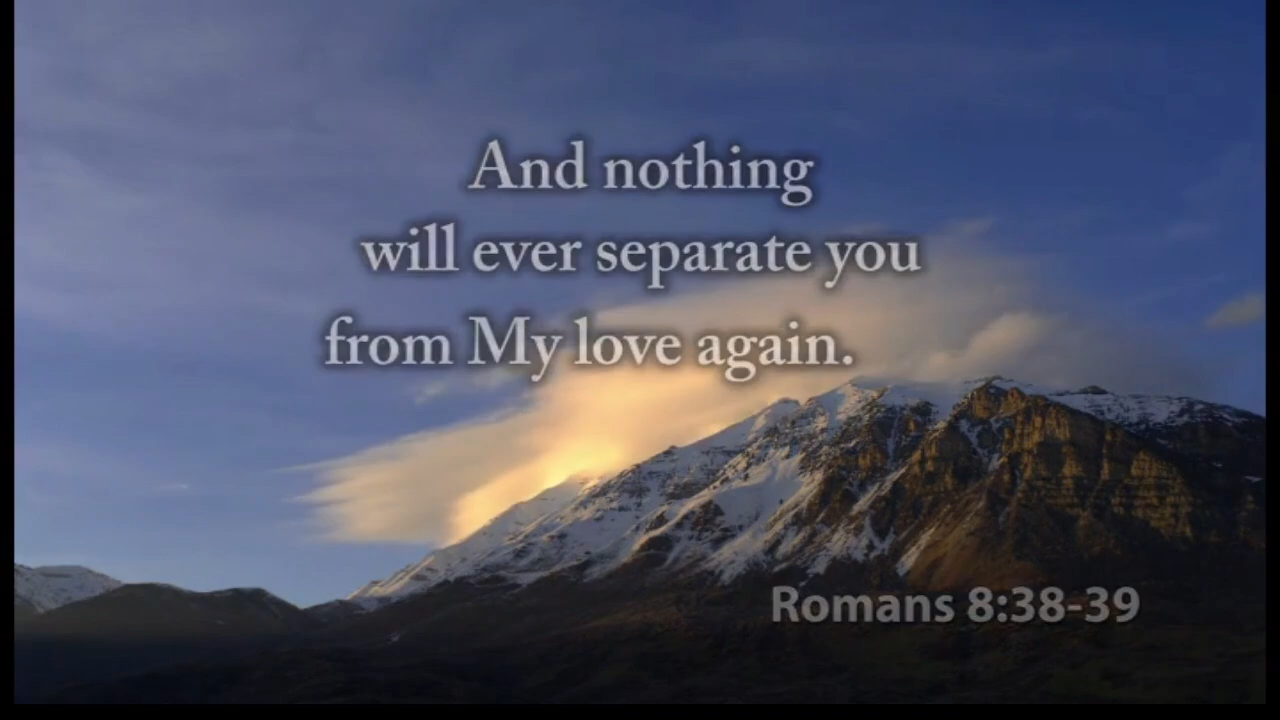 And nothing
will ever separate you
from My love again.
Romans 8:38-39